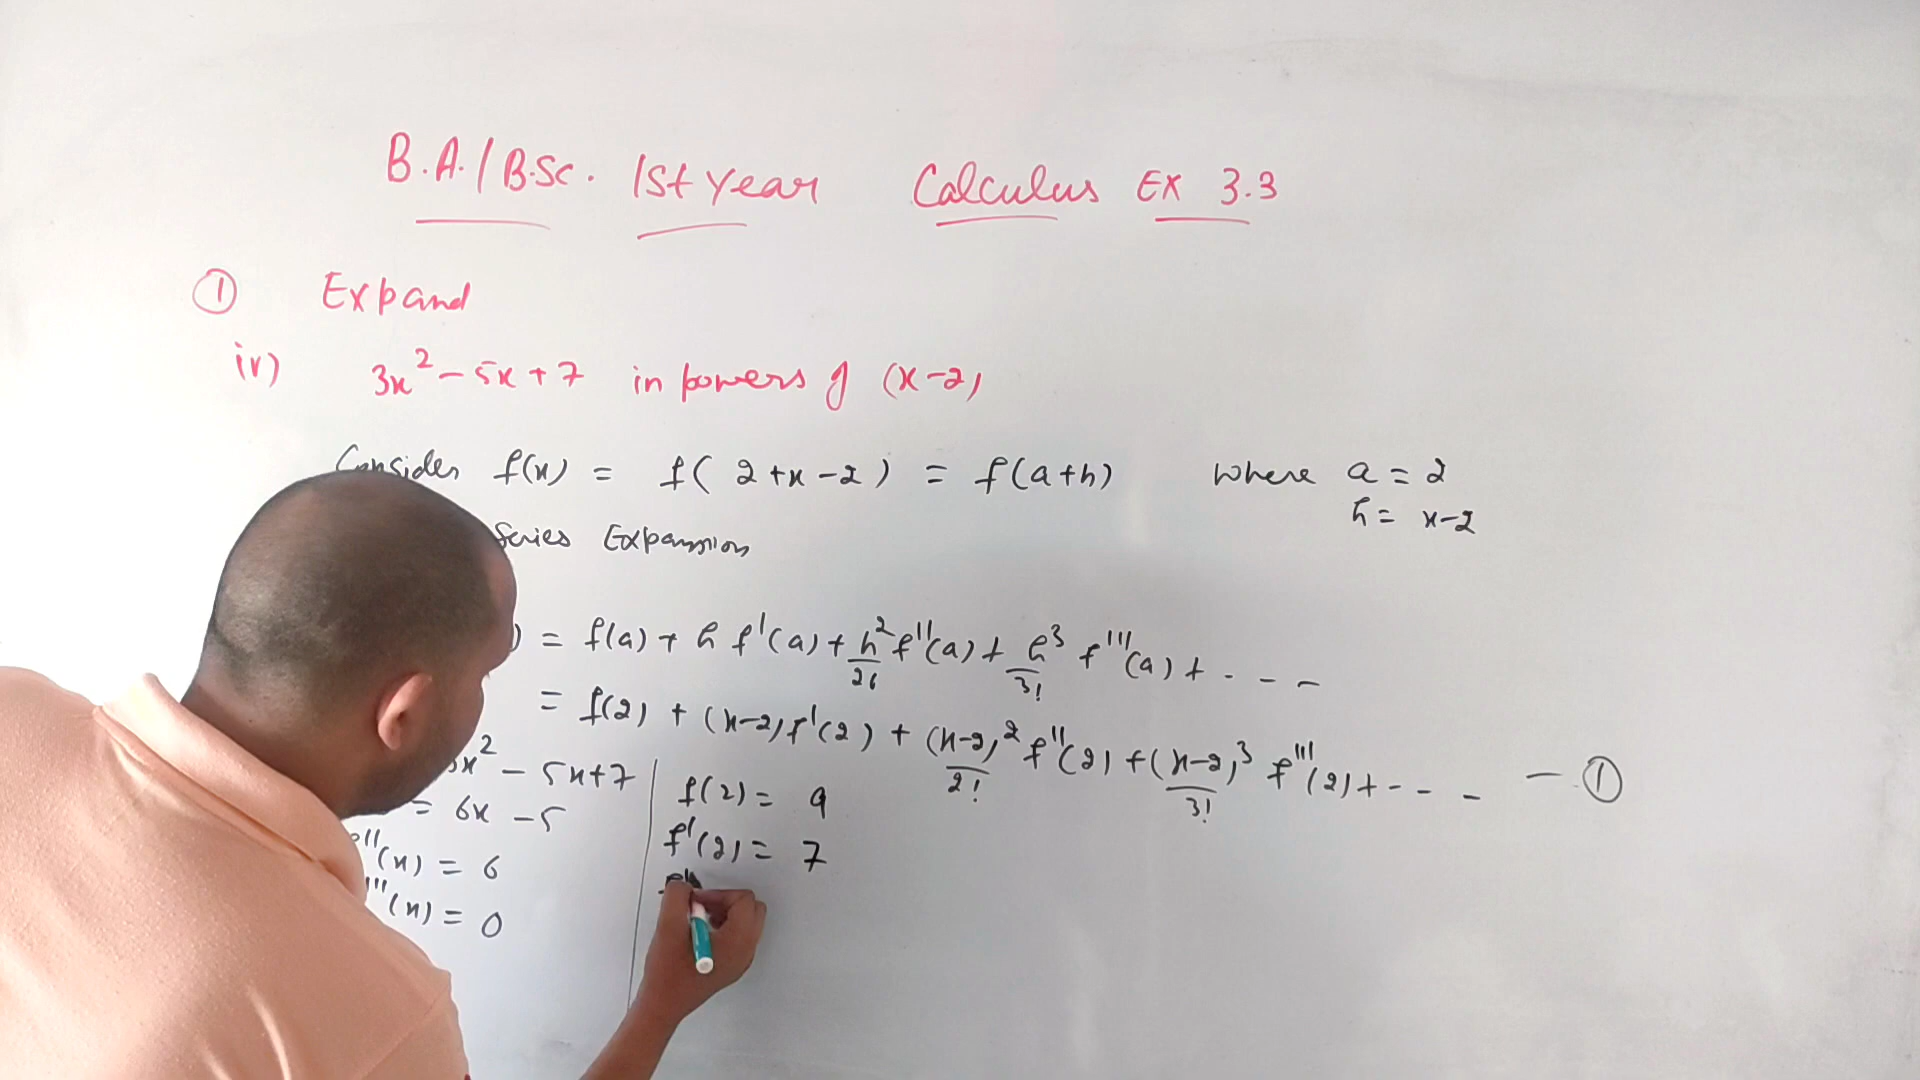 B.A./B.Sc. 1st year Calculus EX 3.3
① Expand
iv) 3x² - 5x + 7 in powers of (x-2)
Consider f(x) = f( 2 + x - 2 ) = f(a+h) where a = 2
h = x-2
Series Expansion
) = f(a) + h f'(a) + h²/2! f''(a) + h³/3! f'''(a) + - - -
= f(2) + (x-2) f'(2) + (x-2)²/2! f''(2) + (x-2)³/3! f'''(2) + - - - — ①
3x² - 5x+7
= 6x - 5
f''(x) = 6
'''(x) = 0
f(2) = 9
f'(2) = 7